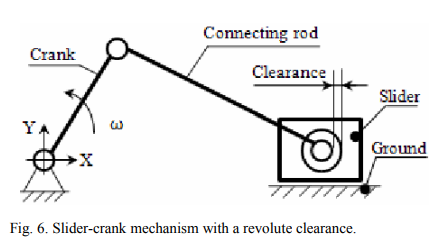 Connecting rod
Crank
Clearance
Slider
Y
ω
X
Ground
Fig. 6. Slider-crank mechanism with a revolute clearance.